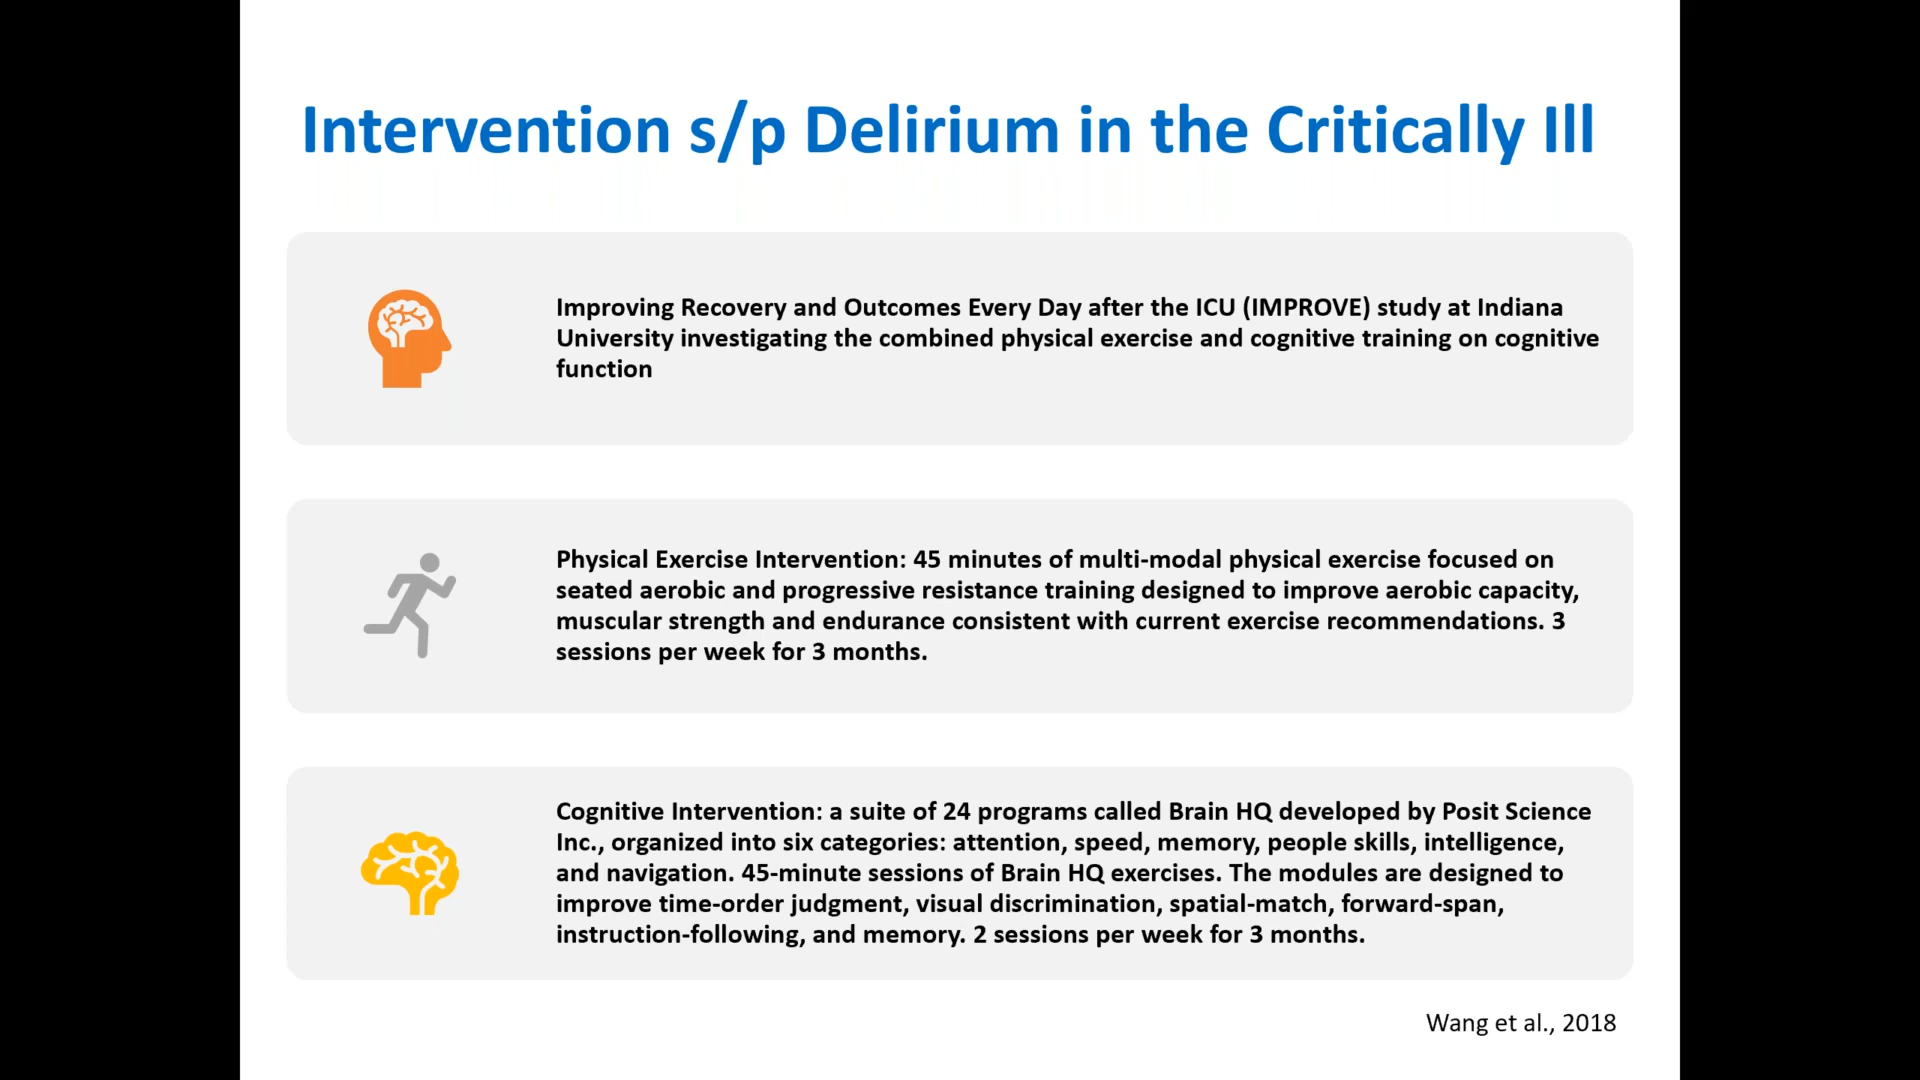 Intervention s/p Delirium in the Critically Ill
Improving Recovery and Outcomes Every Day after the ICU (IMPROVE) study at Indiana
University investigating the combined physical exercise and cognitive training on cognitive
function
Physical Exercise Intervention: 45 minutes of multi-modal physical exercise focused on
seated aerobic and progressive resistance training designed to improve aerobic capacity,
muscular strength and endurance consistent with current exercise recommendations. 3
sessions per week for 3 months.
Cognitive Intervention: a suite of 24 programs called Brain HQ developed by Posit Science
Inc., organized into six categories: attention, speed, memory, people skills, intelligence,
and navigation. 45-minute sessions of Brain HQ exercises. The modules are designed to
improve time-order judgment, visual discrimination, spatial-match, forward-span,
instruction-following, and memory. 2 sessions per week for 3 months.
Wang et al., 2018